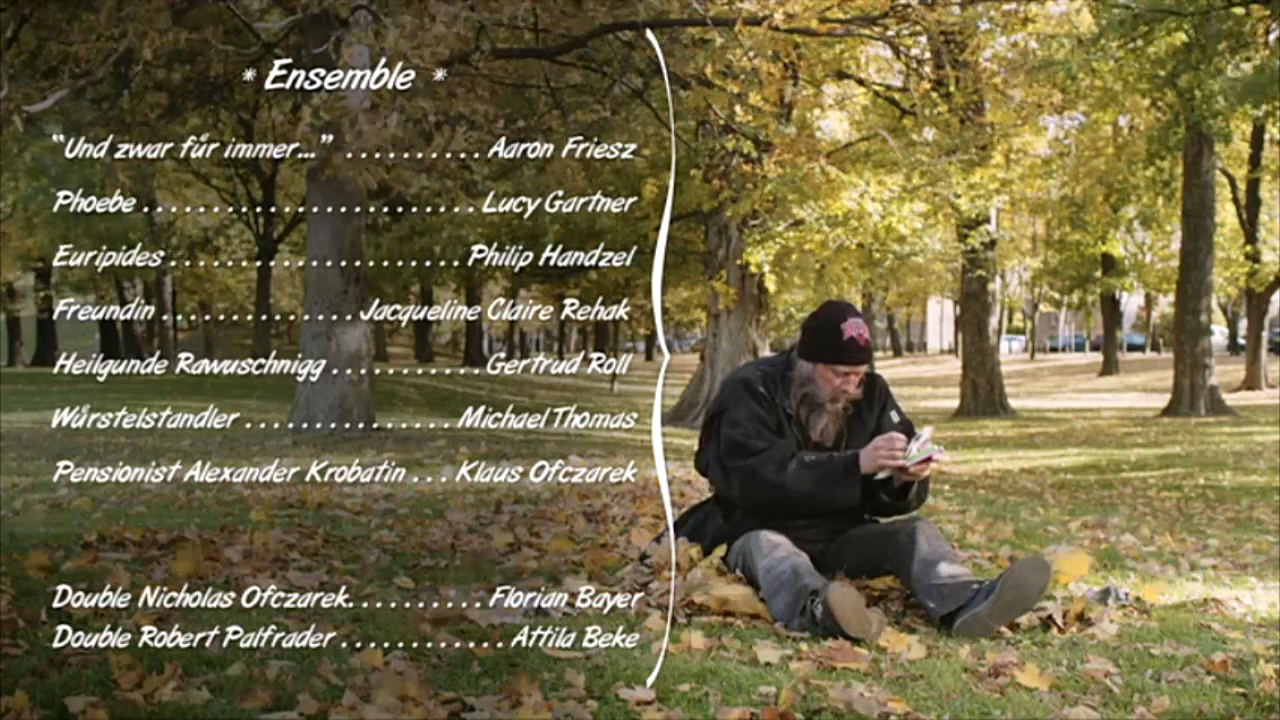 * Ensemble *
"Und zwar für immer..." .......... Aaron Friesz
Phoebe ........................ Lucy Gartner
Euripides ..................... Philip Handzel
Freundin .............. Jacqueline Claire Rehak
Heilgunde Rawuschnigg ........... Gertrud Roll
Würstelstandler ............... Michael Thomas
Pensionist Alexander Krobatin ... Klaus Ofczarek
Double Nicholas Ofczarek........... Florian Bayer
Double Robert Palfrader ............ Attila Beke